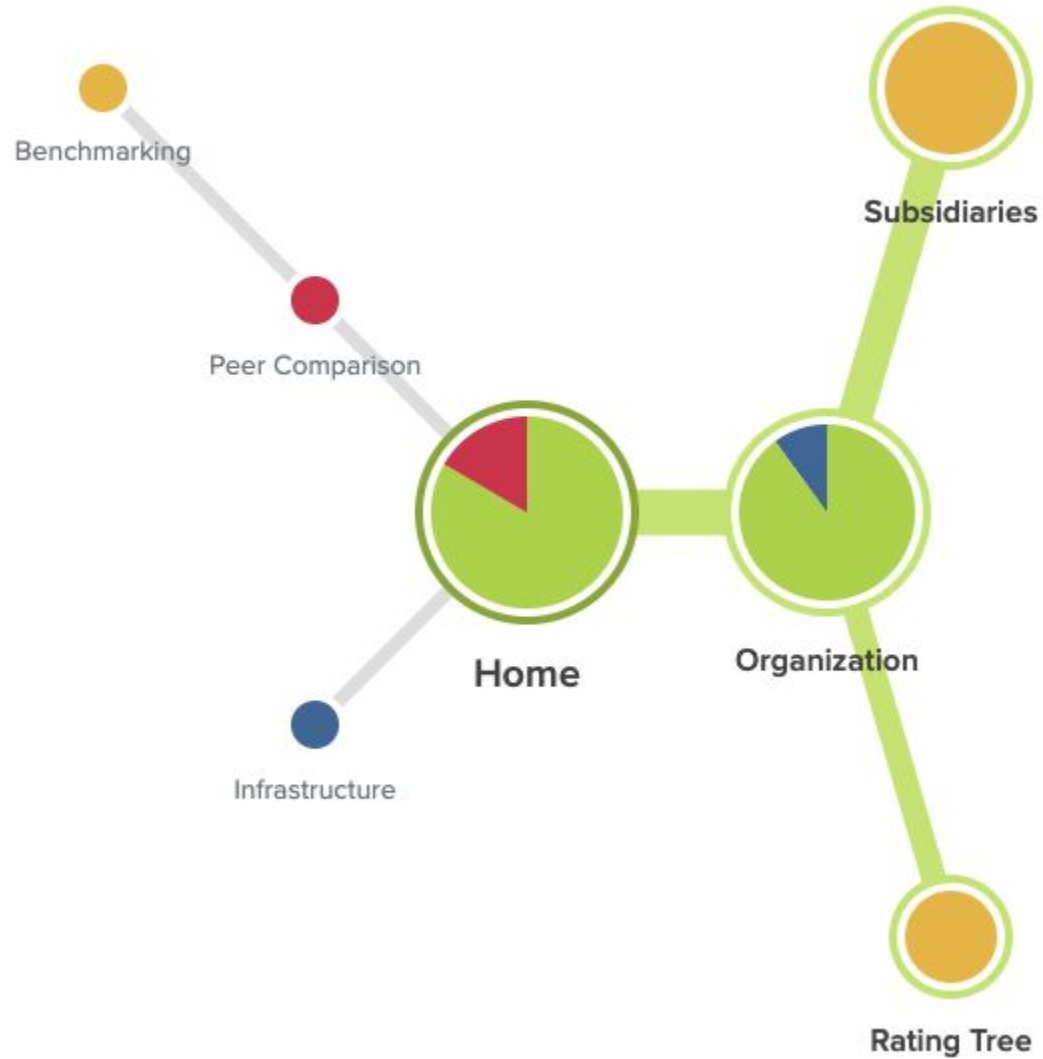 Benchmarking
Subsidiaries
Peer Comparison
Home
Organization
Infrastructure
Rating Tree